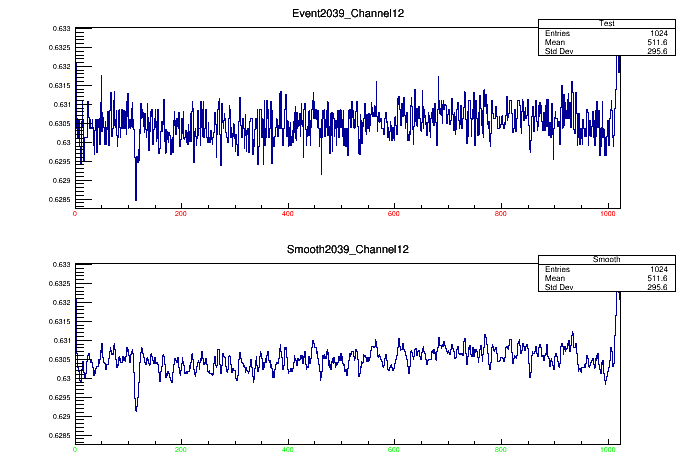 Event2039_Channel12
Test
Entries 1024
Mean 511.6
Std Dev 295.6
0.633
0.6325
0.632
0.6315
0.631
0.6305
0.63
0.6295
0.629
0.6285
0 200 400 600 800 1000
Smooth2039_Channel12
Smooth
Entries 1024
Mean 511.6
Std Dev 295.6
0.633
0.6325
0.632
0.6315
0.631
0.6305
0.63
0.6295
0.629
0.6285
0 200 400 600 800 1000